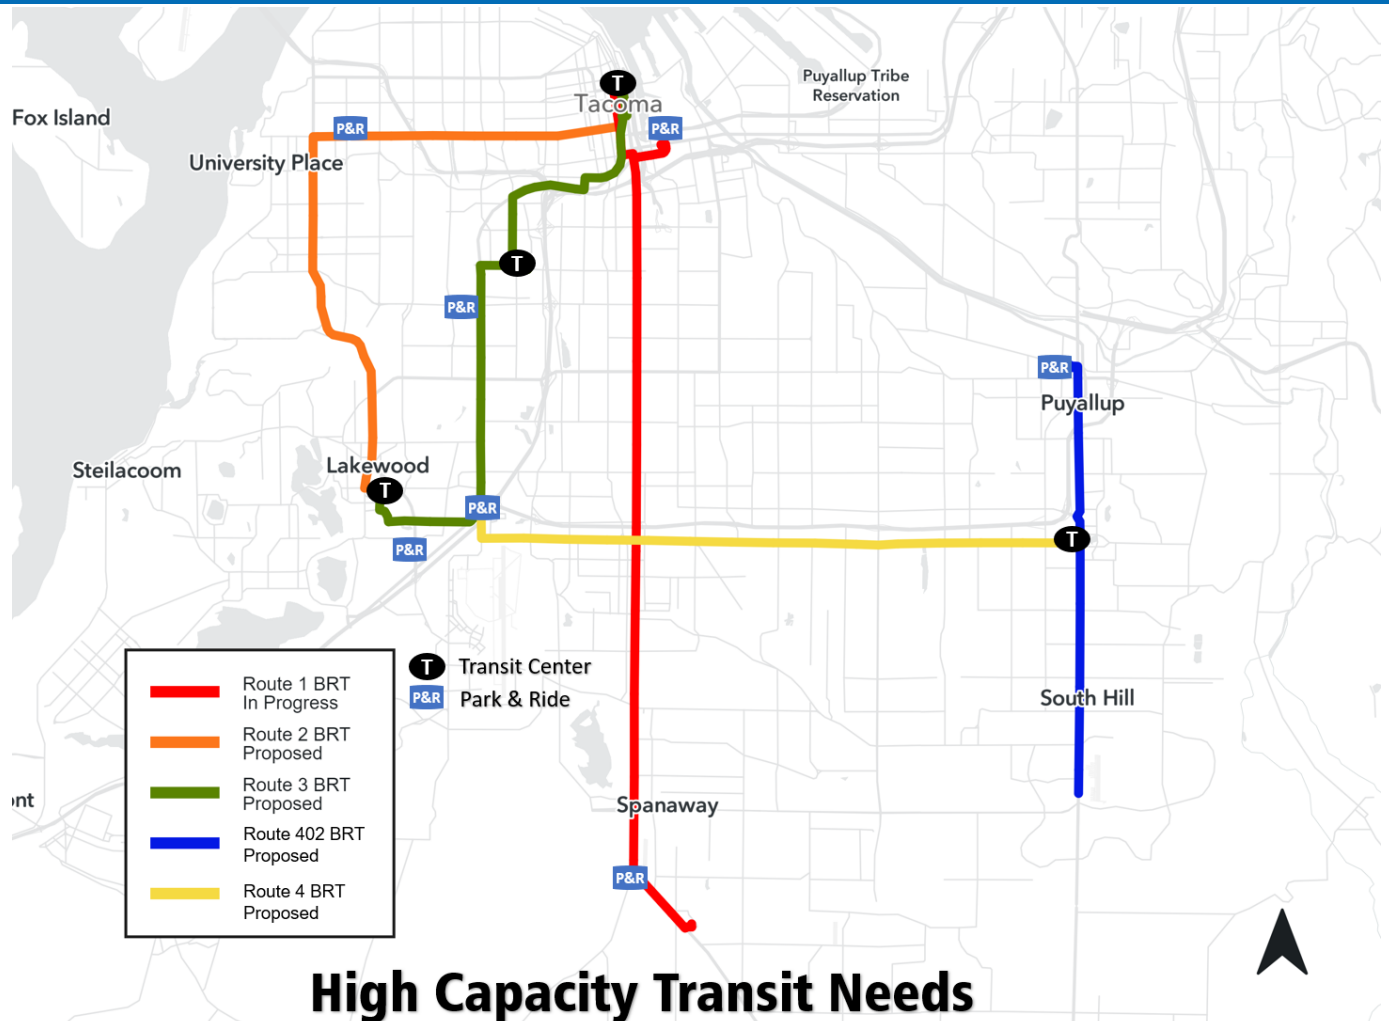 T
Tacoma
Puyallup Tribe
Reservation
Fox Island
P&R
P&R
University Place
T
P&R
P&R
Puyallup
Lakewood
Steilacoom
T
P&R
P&R
T
Route 1 BRT
In Progress
Route 2 BRT
Proposed
Route 3 BRT
Proposed
Route 402 BRT
Proposed
Route 4 BRT
Proposed
T Transit Center
P&R Park & Ride
South Hill
ont
Spanaway
P&R
High Capacity Transit Needs